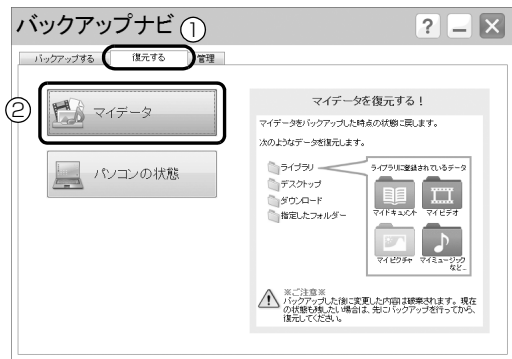 バックアップナビ
①
? － ×
バックアップする 復元する 管理
②
マイデータ
パソコンの状態
マイデータを復元する！
マイデータをバックアップした時点の状態に戻します。
次のようなデータを復元します。
ライブラリ
デスクトップ
ダウンロード
指定したフォルダー
ライブラリに登録されているデータ
マイドキュメント マイビデオ
マイピクチャ マイミュージック
など…
※ご注意※
バックアップした後に変更した内容は破棄されます。現在
の状態も残したい場合は、先にバックアップを行ってから、
復元してください。